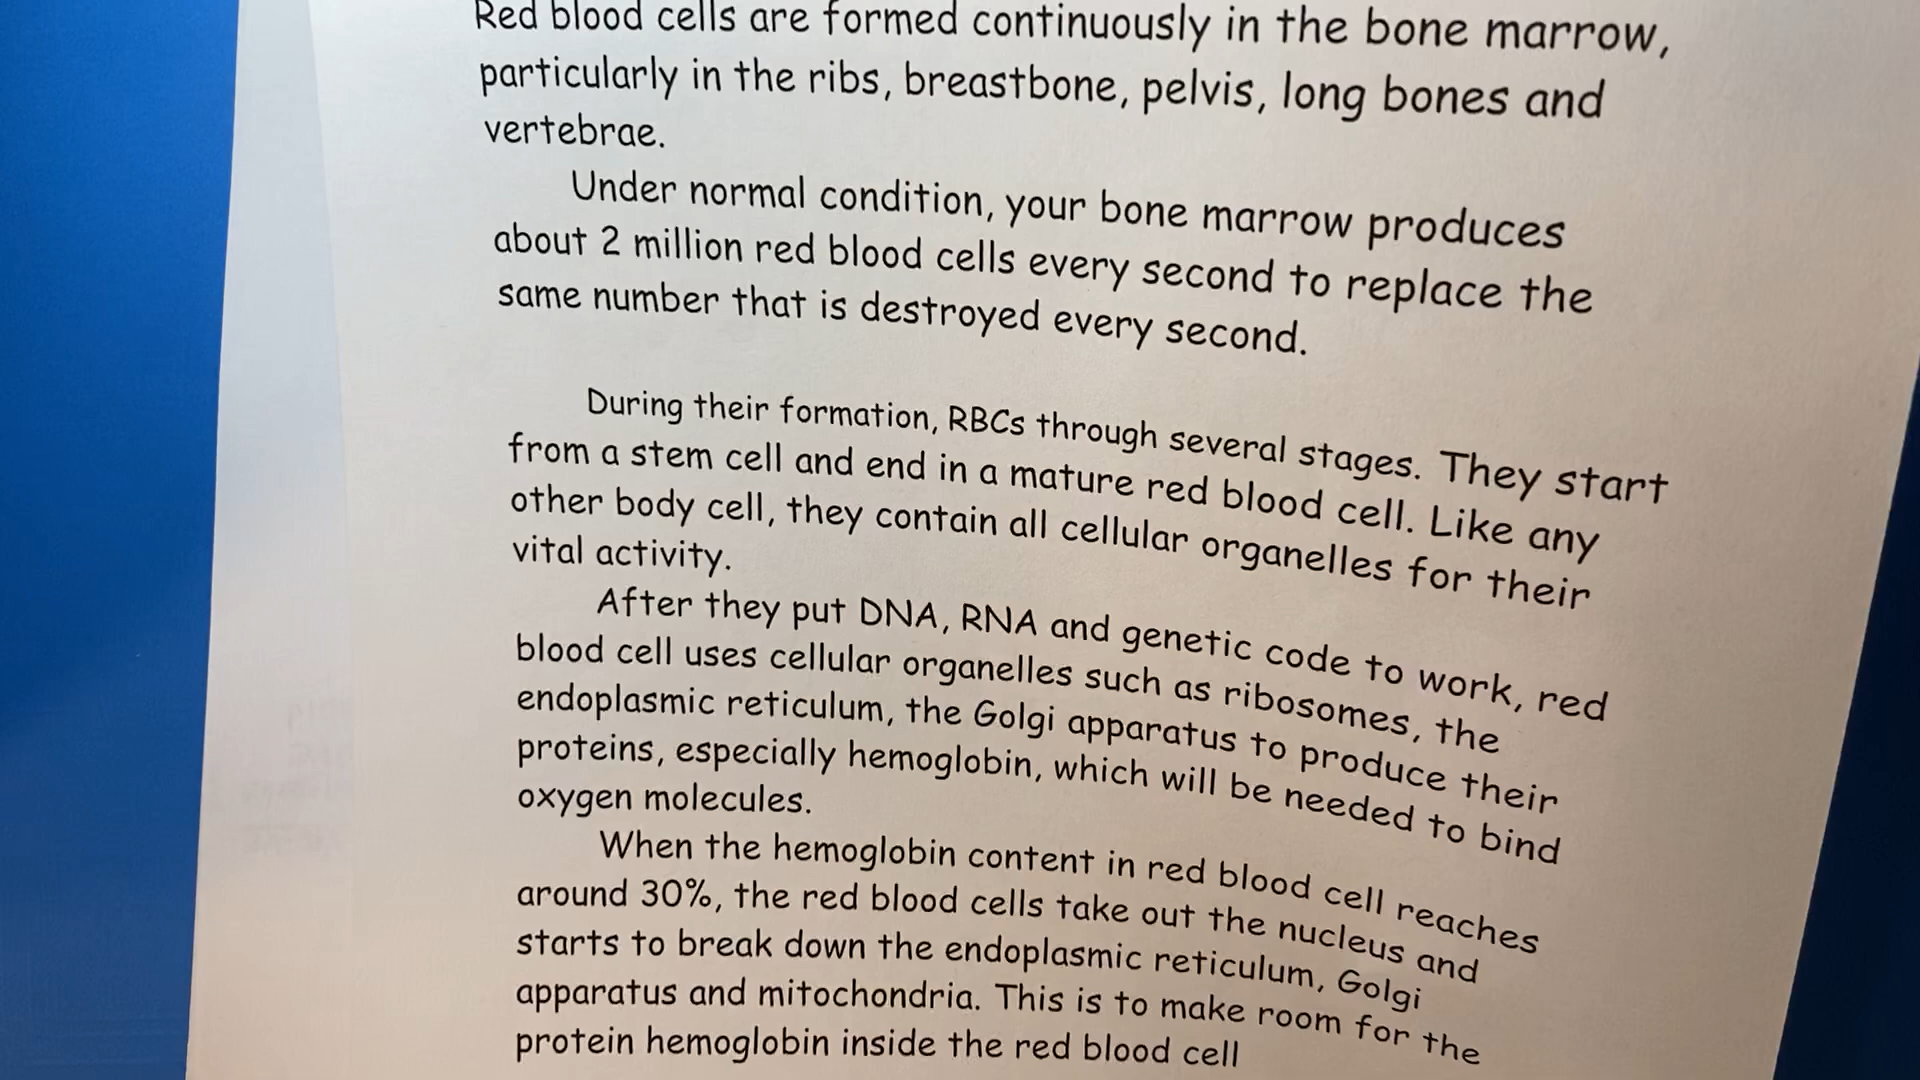 Red blood cells are formed continuously in the bone marrow,
particularly in the ribs, breastbone, pelvis, long bones and
vertebrae.
Under normal condition, your bone marrow produces
about 2 million red blood cells every second to replace the
same number that is destroyed every second.
During their formation, RBCs through several stages. They start
from a stem cell and end in a mature red blood cell. Like any
other body cell, they contain all cellular organelles for their
vital activity.
After they put DNA, RNA and genetic code to work, red
blood cell uses cellular organelles such as ribosomes, the
endoplasmic reticulum, the Golgi apparatus to produce their
proteins, especially hemoglobin, which will be needed to bind
oxygen molecules.
When the hemoglobin content in red blood cell reaches
around 30%, the red blood cells take out the nucleus and
starts to break down the endoplasmic reticulum, Golgi
apparatus and mitochondria. This is to make room for the
protein hemoglobin inside the red blood cell